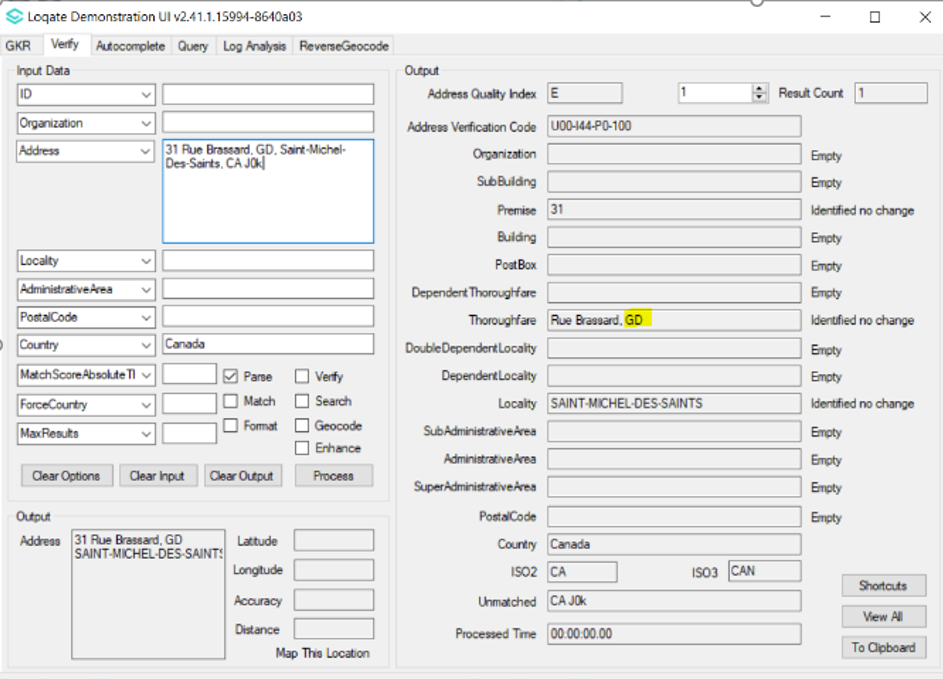 Loqate Demonstration UI v2.41.1.15994-8640a03
GKR Verify Autocomplete Query Log Analysis ReverseGeocode
Input Data
ID
Organization
Address 31 Rue Brassard, GD, Saint-Michel-
Des-Saints, CA J0k
Locality
AdministrativeArea
PostalCode
Country Canada
MatchScoreAbsoluteTl Parse Verify
ForceCountry Match Search
MaxResults Format Geocode
Enhance
Clear Options Clear Input Clear Output Process
Output
Address 31 Rue Brassard, GD
SAINT-MICHEL-DES-SAINTS
Latitude
Longitude
Accuracy
Distance
Map This Location
Output
Address Quality Index E 1 Result Count 1
Address Verification Code U00-I44-P0-100
Organization Empty
SubBuilding Empty
Premise 31 Identified no change
Building Empty
PostBox Empty
DependentThoroughfare Empty
Thoroughfare Rue Brassard, GD Identified no change
DoubleDependentLocality Empty
DependentLocality Empty
Locality SAINT-MICHEL-DES-SAINTS Identified no change
SubAdministrativeArea Empty
AdministrativeArea Empty
SuperAdministrativeArea Empty
PostalCode Empty
Country Canada
ISO2 CA ISO3 CAN
Unmatched CA J0k
Processed Time 00:00:00.00
Shortcuts
View All
To Clipboard